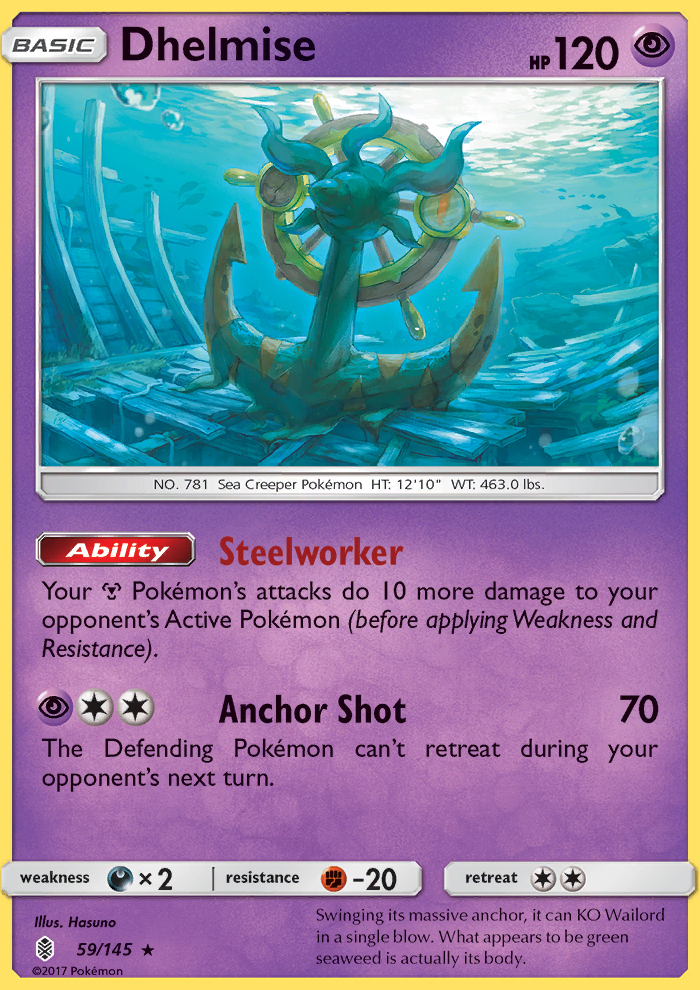 BASIC
Dhelmise
HP 120
NO. 781 Sea Creeper Pokémon HT: 12'10" WT: 463.0 lbs.
Ability Steelworker
Your Pokémon's attacks do 10 more damage to your
opponent's Active Pokémon (before applying Weakness and
Resistance).
Anchor Shot 70
The Defending Pokémon can't retreat during your
opponent's next turn.
weakness ×2 resistance –20 retreat
Illus. Hasuno
59/145 ★
©2017 Pokémon
Swinging its massive anchor, it can KO Wailord
in a single blow. What appears to be green
seaweed is actually its body.